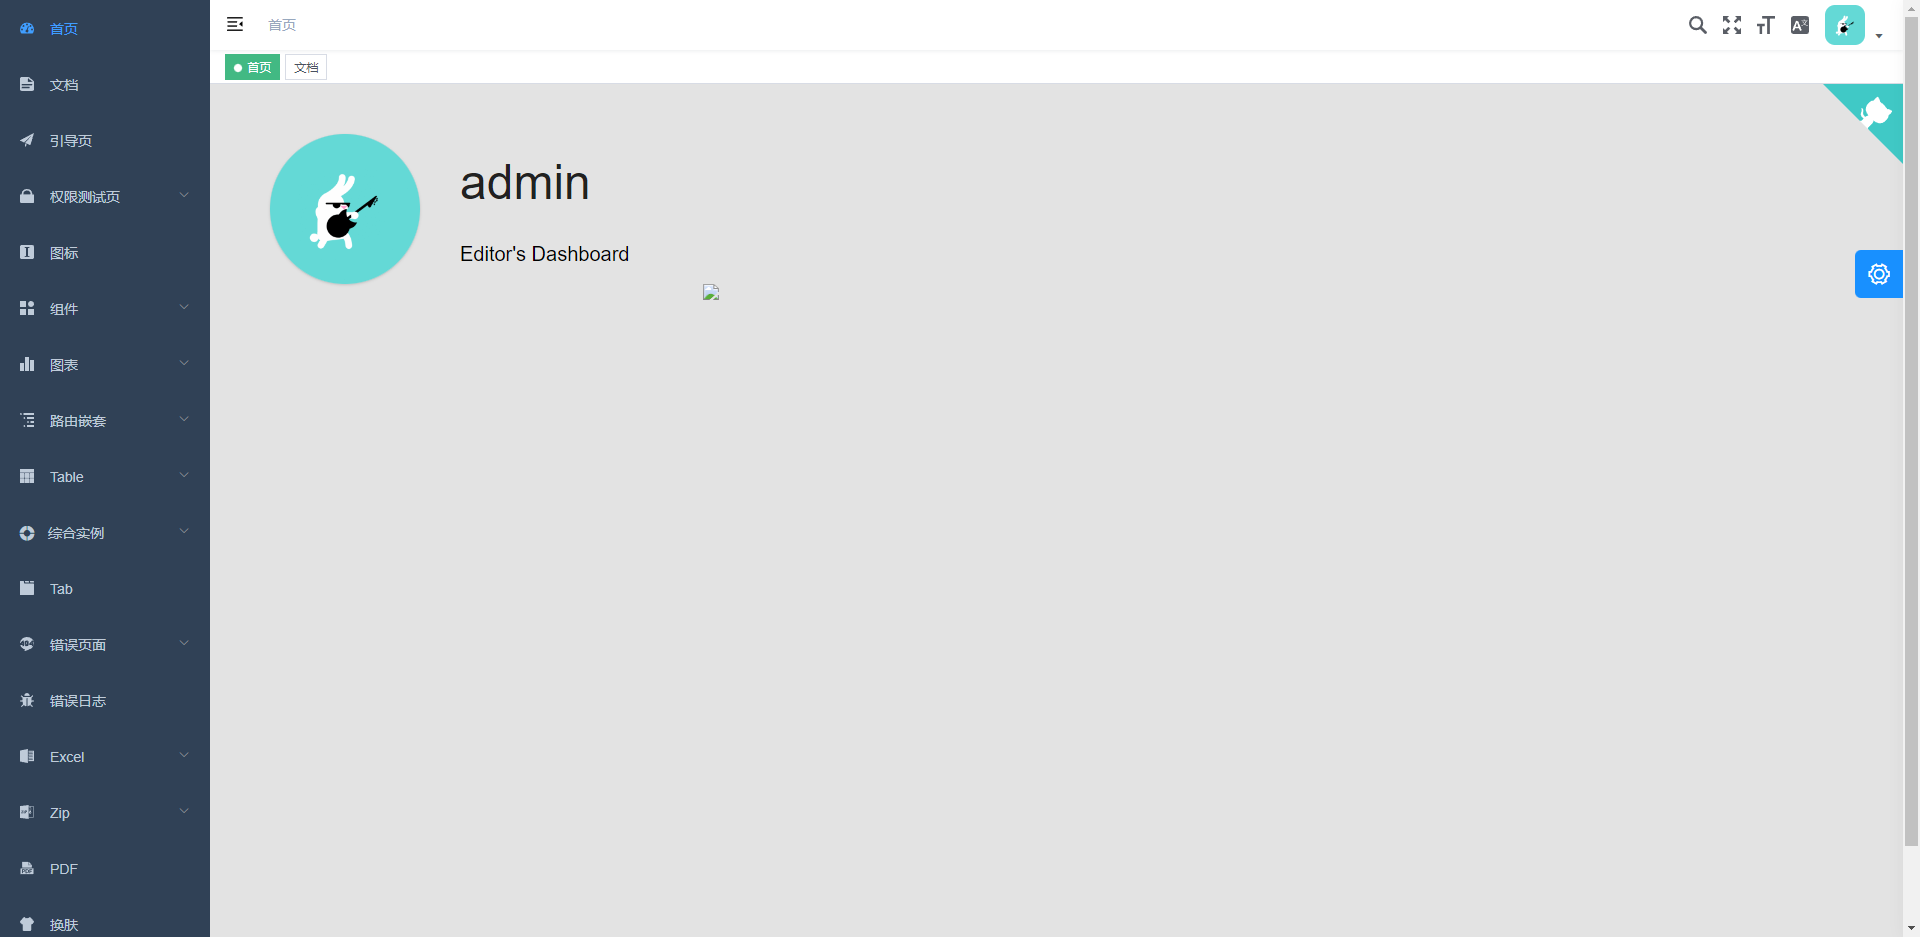 首页
文档
引导页
权限测试页
图标
组件
图表
路由嵌套
Table
综合实例
Tab
错误页面
错误日志
Excel
Zip
PDF
换肤
首页
首页
文档
admin
Editor's Dashboard